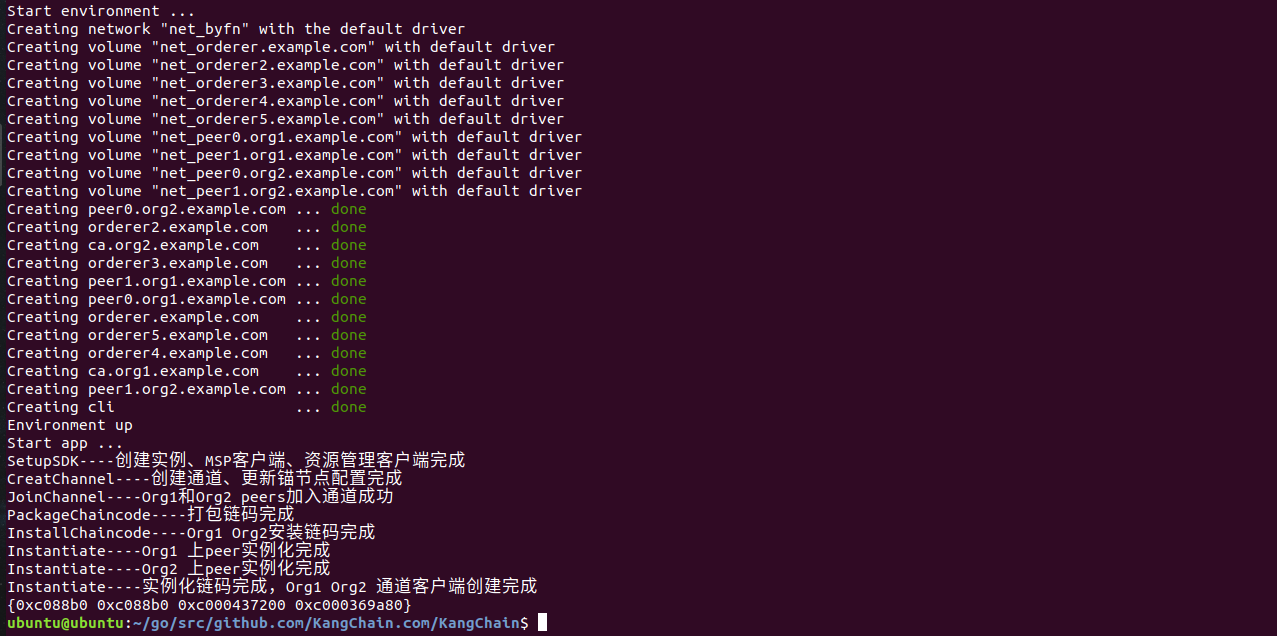 Start environment ...
Creating network "net_byfn" with the default driver
Creating volume "net_orderer.example.com" with default driver
Creating volume "net_orderer2.example.com" with default driver
Creating volume "net_orderer3.example.com" with default driver
Creating volume "net_orderer4.example.com" with default driver
Creating volume "net_orderer5.example.com" with default driver
Creating volume "net_peer0.org1.example.com" with default driver
Creating volume "net_peer1.org1.example.com" with default driver
Creating volume "net_peer0.org2.example.com" with default driver
Creating volume "net_peer1.org2.example.com" with default driver
Creating peer0.org2.example.com ... done
Creating orderer2.example.com   ... done
Creating ca.org2.example.com    ... done
Creating orderer3.example.com   ... done
Creating peer1.org1.example.com ... done
Creating peer0.org1.example.com ... done
Creating orderer.example.com    ... done
Creating orderer5.example.com   ... done
Creating orderer4.example.com   ... done
Creating ca.org1.example.com    ... done
Creating peer1.org2.example.com ... done
Creating cli                    ... done
Environment up
Start app ...
SetupSDK----创建实例、MSP客户端、资源管理客户端完成
CreatChannel----创建通道、更新锚节点配置完成
JoinChannel----Org1和Org2 peers加入通道成功
PackageChaincode----打包链码完成
InstallChaincode----Org1 Org2安装链码完成
Instantiate----Org1 上peer实例化完成
Instantiate----Org2 上peer实例化完成
Instantiate----实例化链码完成，Org1 Org2 通道客户端创建完成
{0xc088b0 0xc088b0 0xc000437200 0xc000369a80}
ubuntu@ubuntu:~/go/src/github.com/KangChain.com/KangChain$